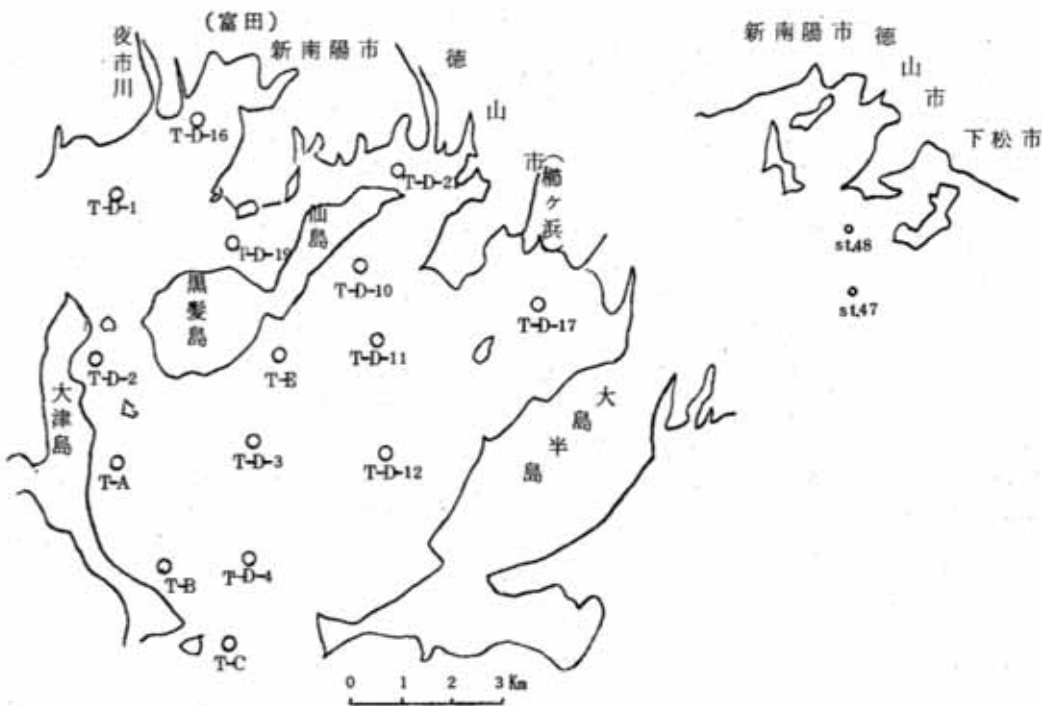 (富田)
夜市川
新南陽市
徳山市(櫛ヶ浜)
T-D-16
T-D-21
T-D-1
仙島
T-D-19
T-D-10
黒髪島
T-D-17
T-D-11
T-E
T-D-2
大津島
大島半島
T-D-3
T-D-12
T-A
T-B
T-D-4
T-C
0 1 2 3 Km
新南陽市
徳山市
下松市
st.48
st.47